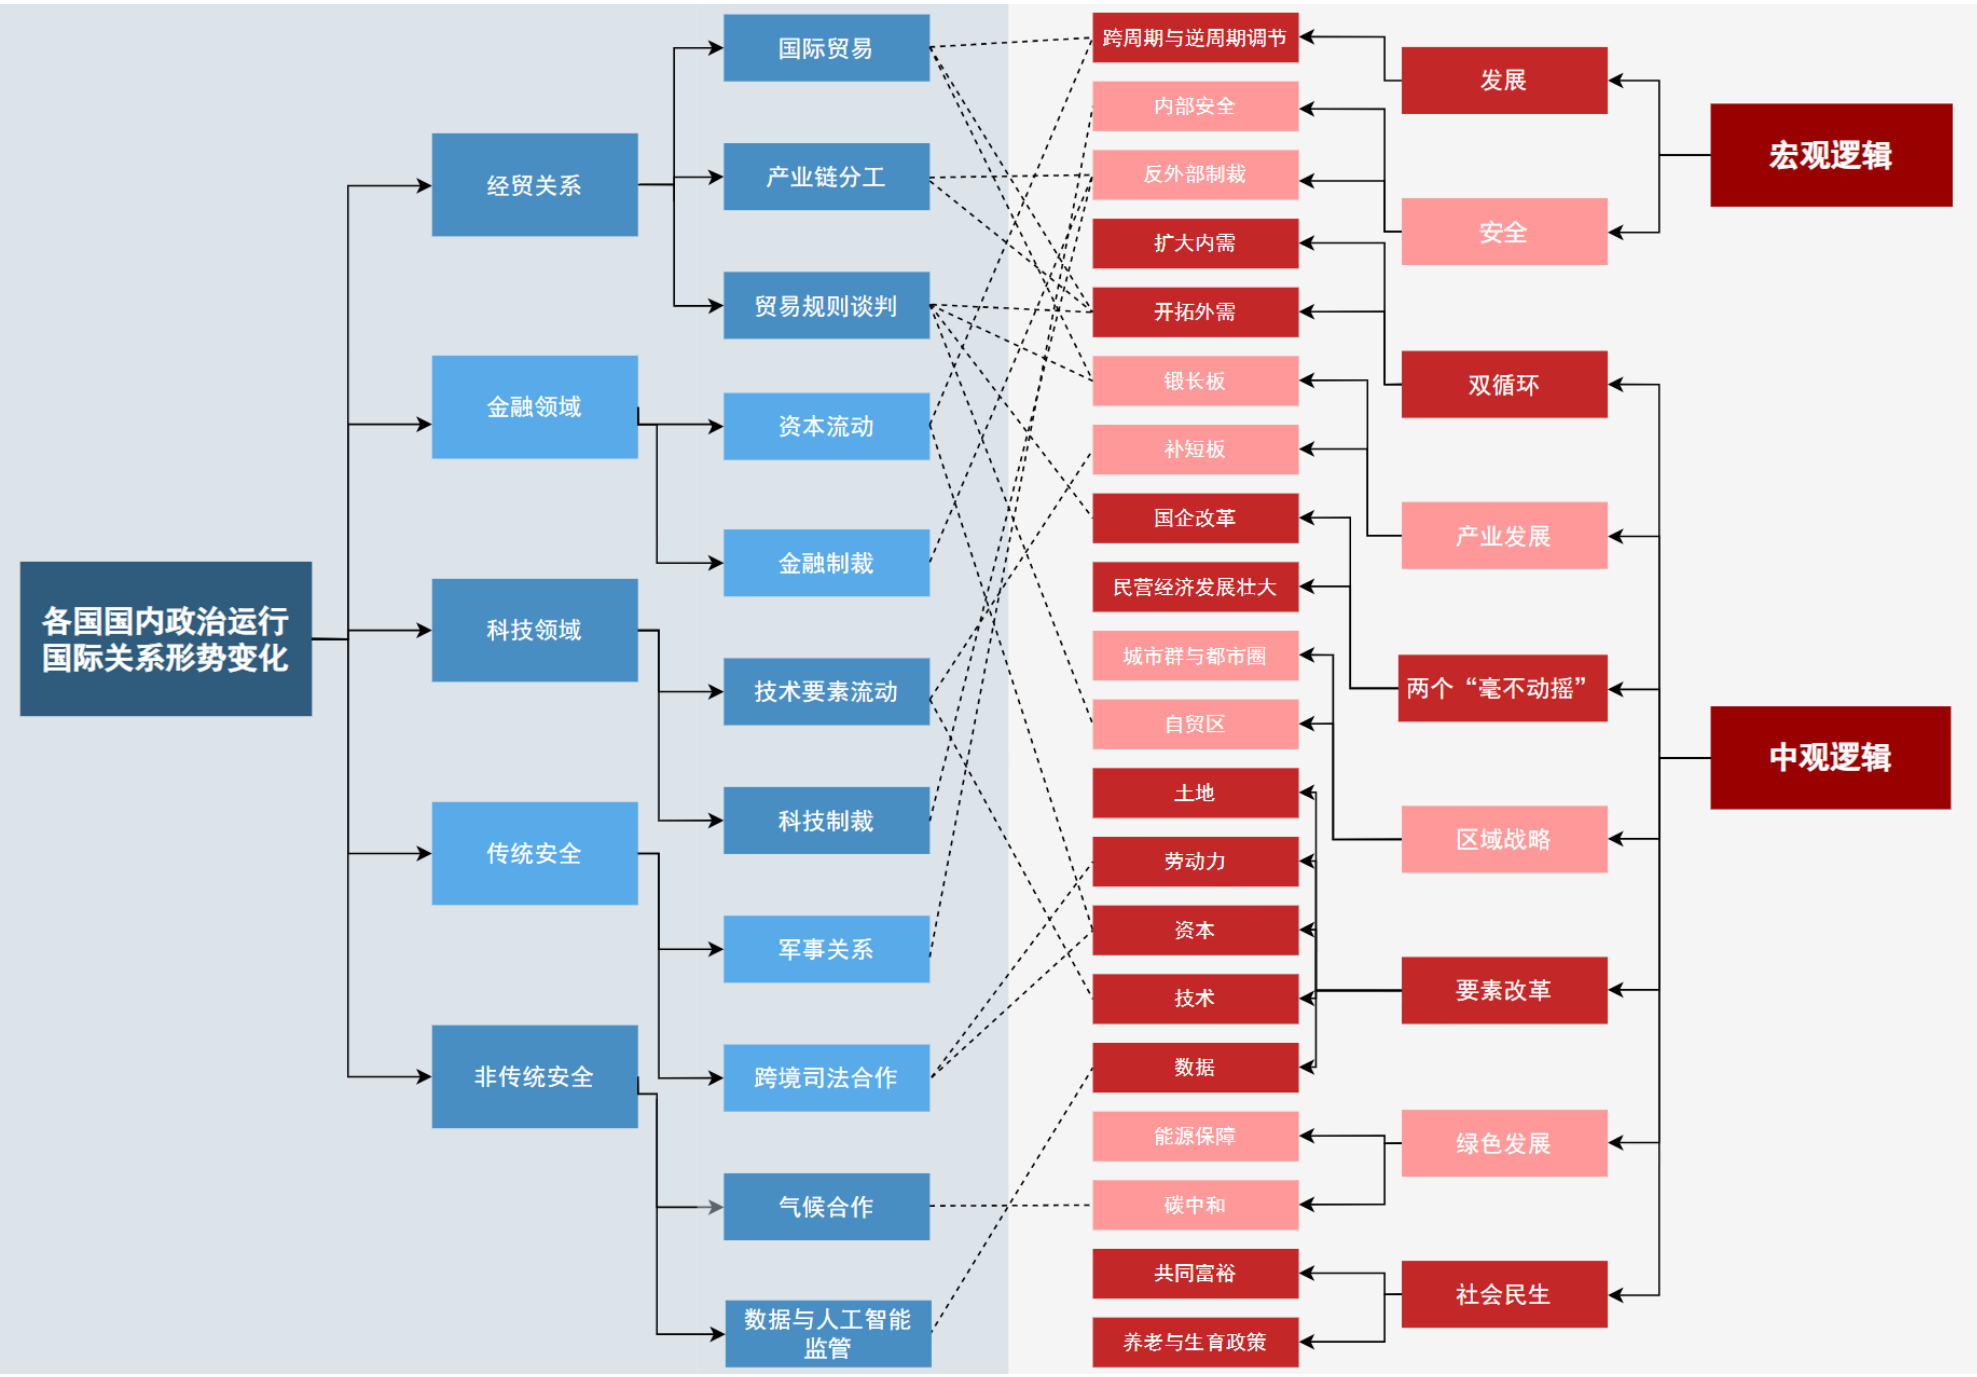 各国国内政治运行
国际关系形势变化
经贸关系
金融领域
科技领域
传统安全
非传统安全
国际贸易
产业链分工
贸易规则谈判
资本流动
金融制裁
技术要素流动
科技制裁
军事关系
跨境司法合作
气候合作
数据与人工智能
监管
跨周期与逆周期调节
内部安全
反外部制裁
扩大内需
开拓外需
锻长板
补短板
国企改革
民营经济发展壮大
城市群与都市圈
自贸区
土地
劳动力
资本
技术
数据
能源保障
碳中和
共同富裕
养老与生育政策
发展
安全
双循环
产业发展
两个“毫不动摇”
区域战略
要素改革
绿色发展
社会民生
宏观逻辑
中观逻辑